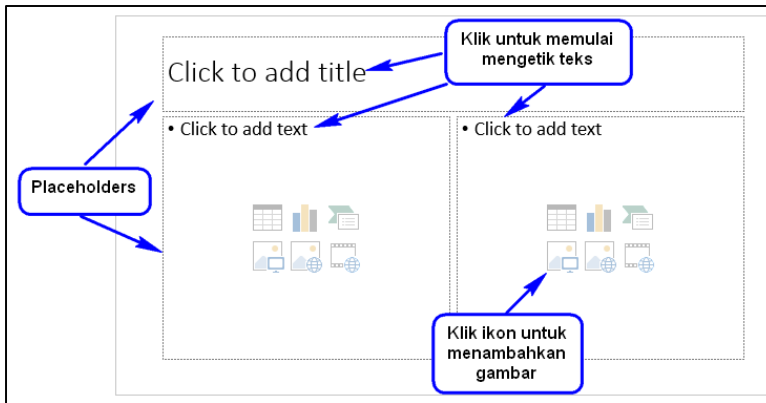 Klik untuk memulai
mengetik teks
Click to add title
• Click to add text
• Click to add text
Placeholders
Klik ikon untuk
menambahkan
gambar